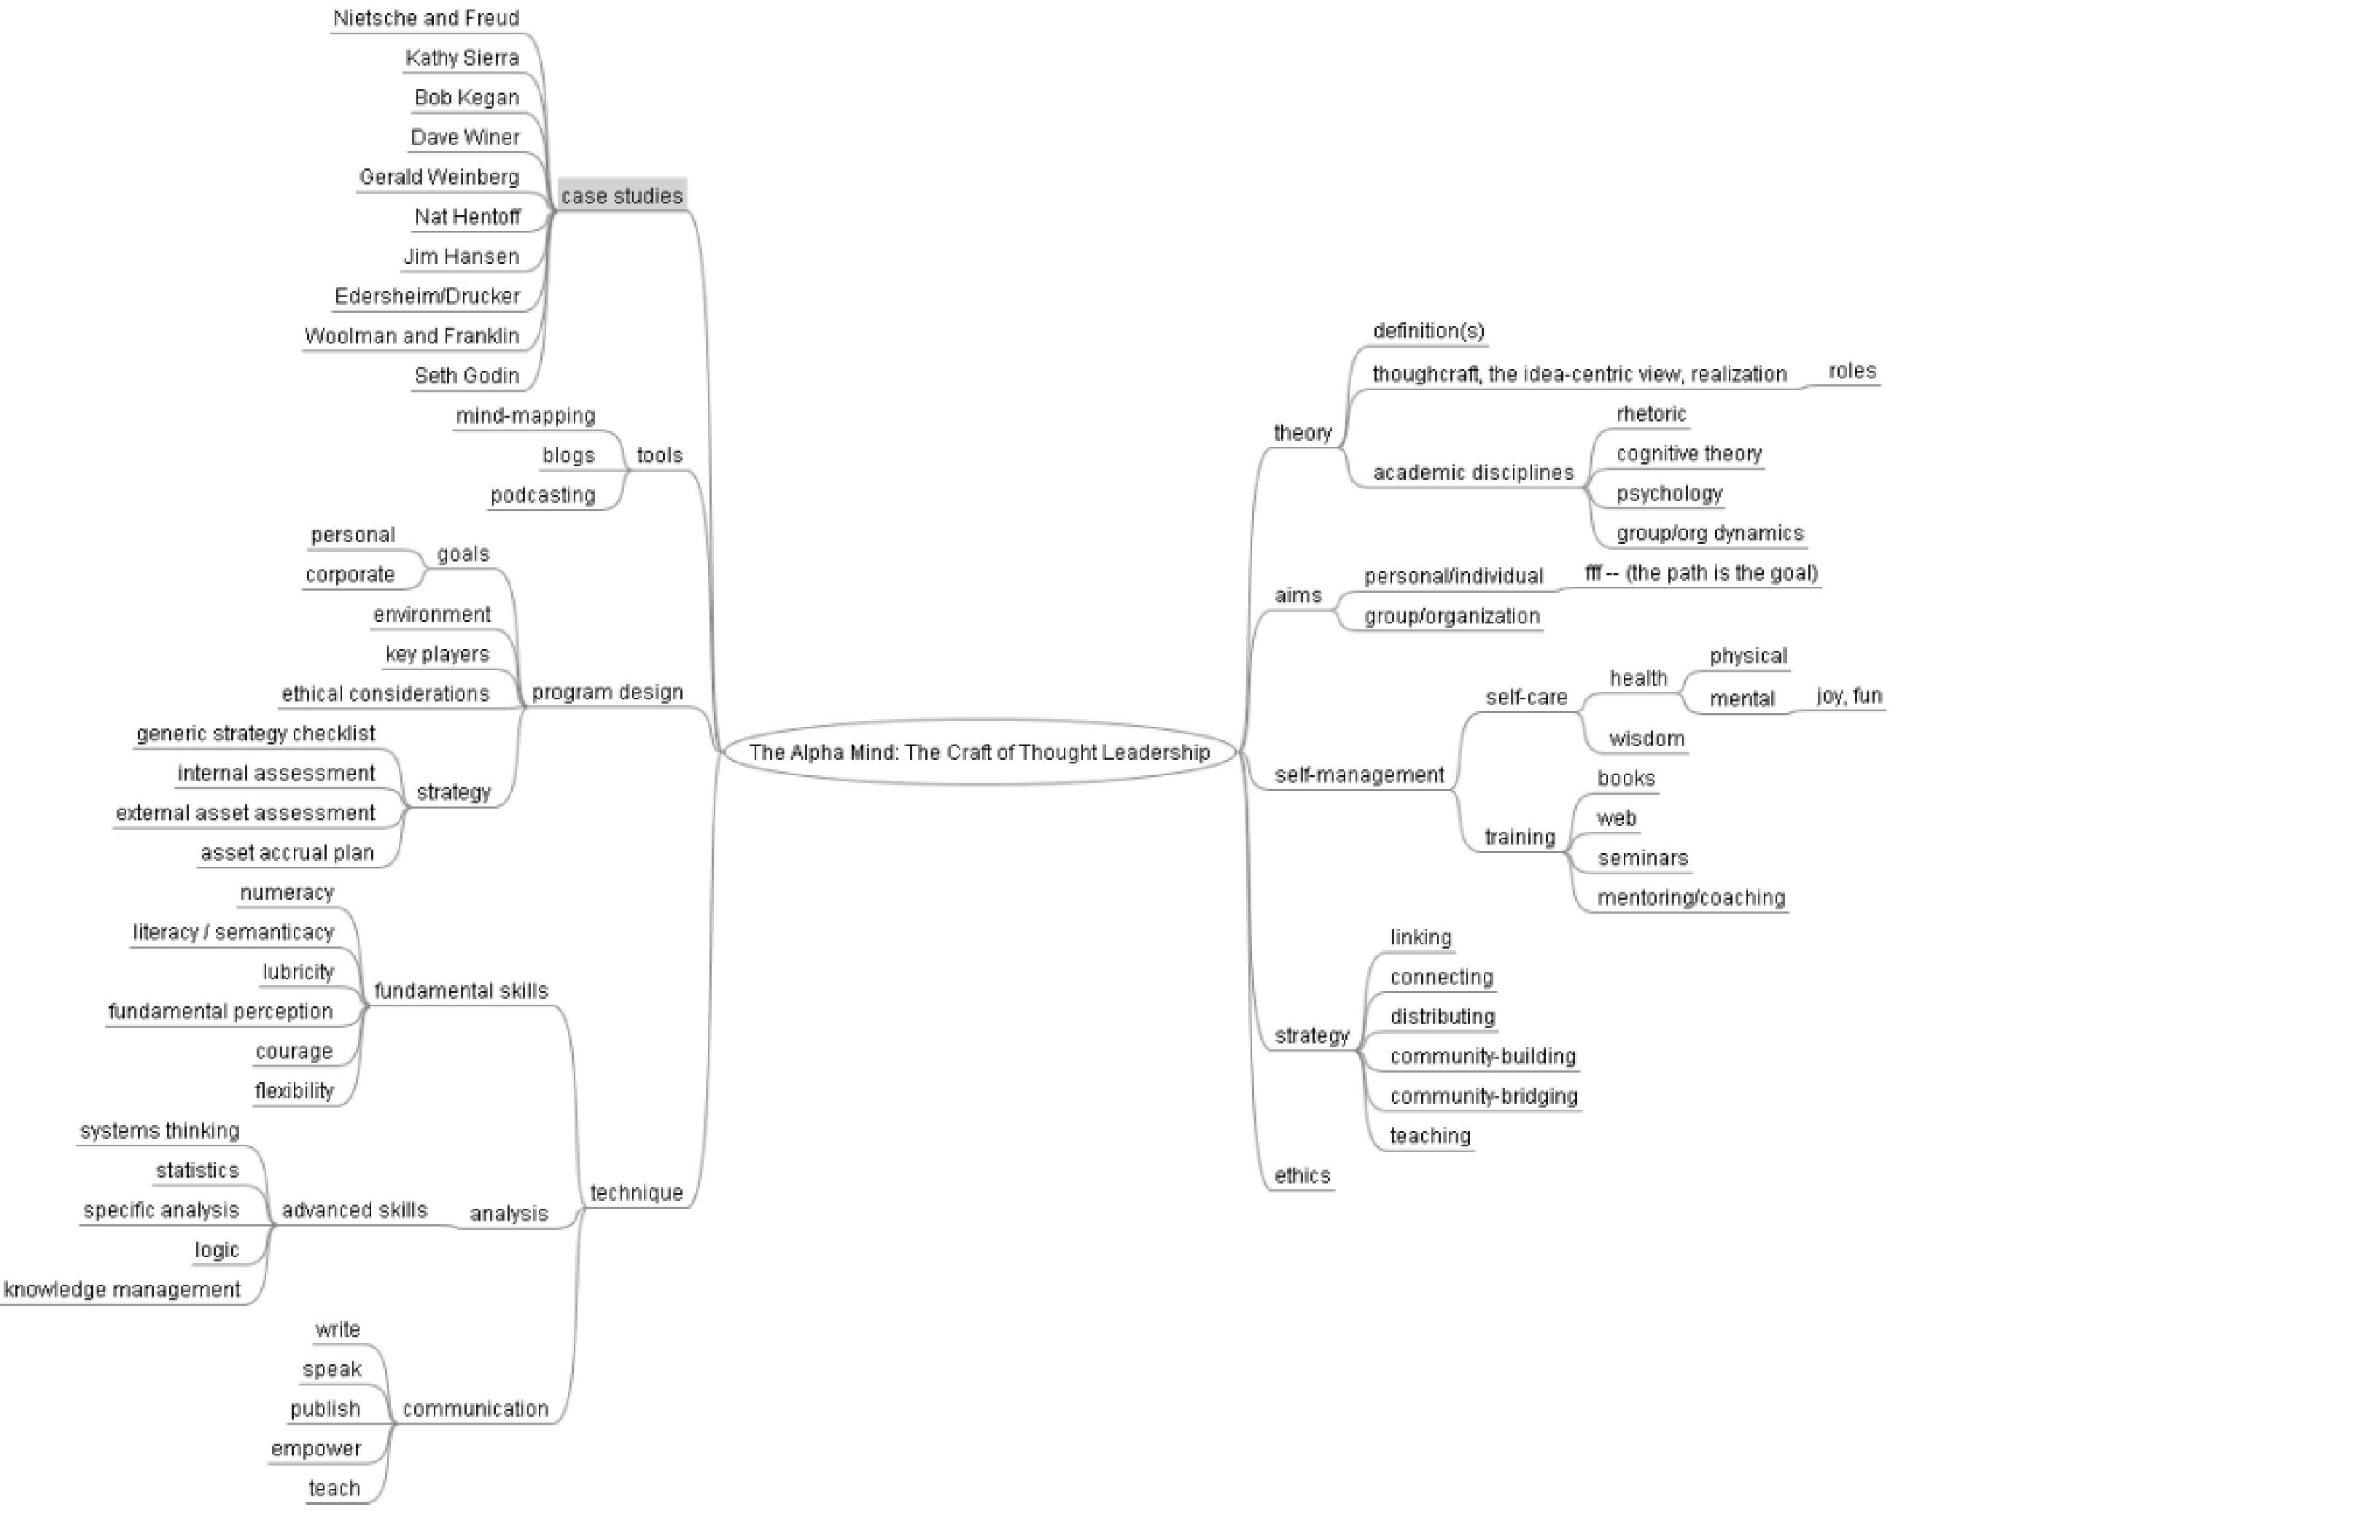 Nietsche and Freud
Kathy Sierra
Bob Kegan
Dave Winer
Gerald Weinberg
Nat Hentoff
Jim Hansen
Edersheim/Drucker
Woolman and Franklin
Seth Godin
case studies
mind-mapping
blogs
podcasting
tools
personal
corporate
goals
environment
key players
ethical considerations
generic strategy checklist
internal assessment
external asset assessment
asset accrual plan
strategy
program design
numeracy
literacy / semanticacy
lubricity
fundamental perception
courage
flexibility
fundamental skills
systems thinking
statistics
specific analysis
logic
knowledge management
advanced skills
analysis
write
speak
publish
empower
teach
communication
technique
The Alpha Mind: The Craft of Thought Leadership
theory
definition(s)
thoughcraft, the idea-centric view, realization
roles
academic disciplines
rhetoric
cognitive theory
psychology
group/org dynamics
aims
personal/individual
fff -- (the path is the goal)
group/organization
self-management
self-care
health
physical
mental
joy, fun
wisdom
training
books
web
seminars
mentoring/coaching
strategy
linking
connecting
distributing
community-building
community-bridging
teaching
ethics